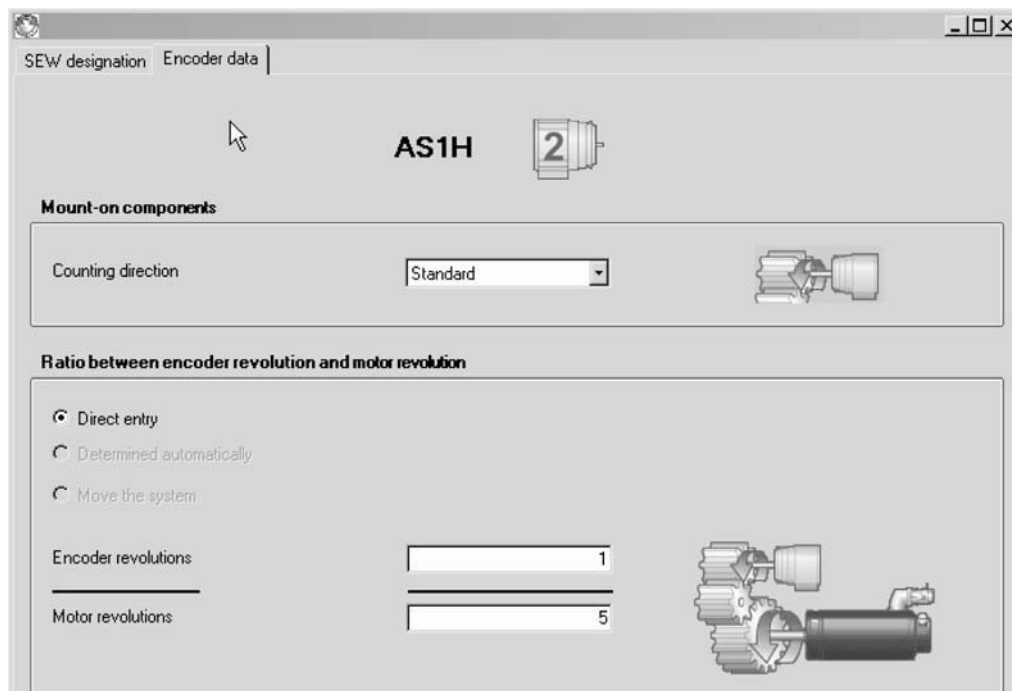 SEW designation Encoder data
AS1H 2
Mount-on components
Counting direction Standard
Ratio between encoder revolution and motor revolution
Direct entry
Determined automatically
Move the system
Encoder revolutions 1
Motor revolutions 5